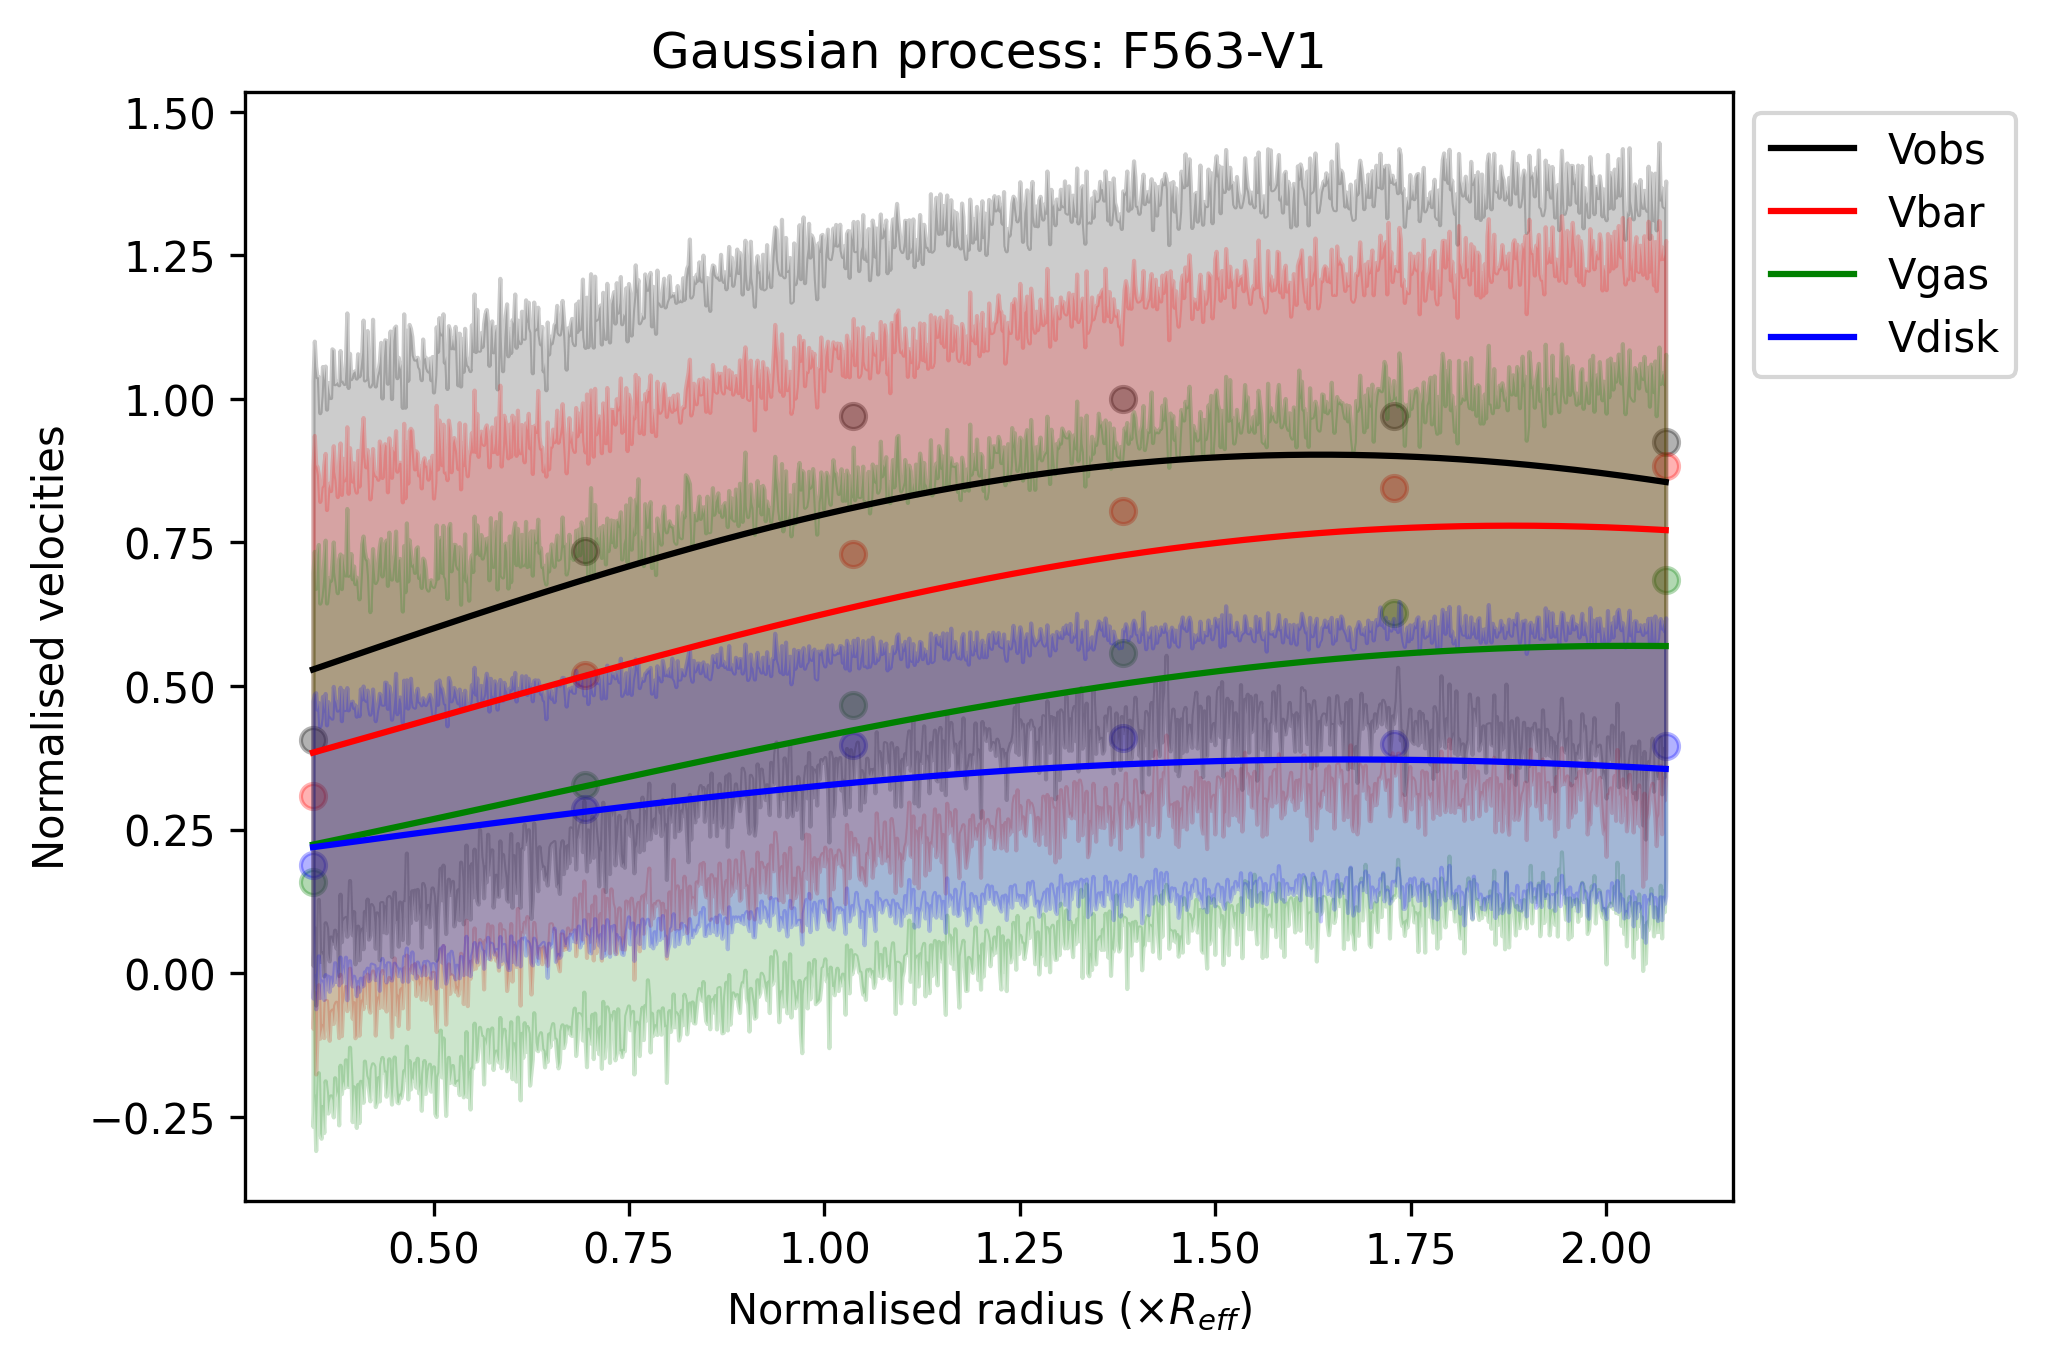 Gaussian process: F563-V1
Vobs
Vbar
Vgas
Vdisk
1.50
1.25
1.00
0.75
0.50
0.25
0.00
−0.25
Normalised velocities
0.50 0.75 1.00 1.25 1.50 1.75 2.00
Normalised radius (×R_eff)